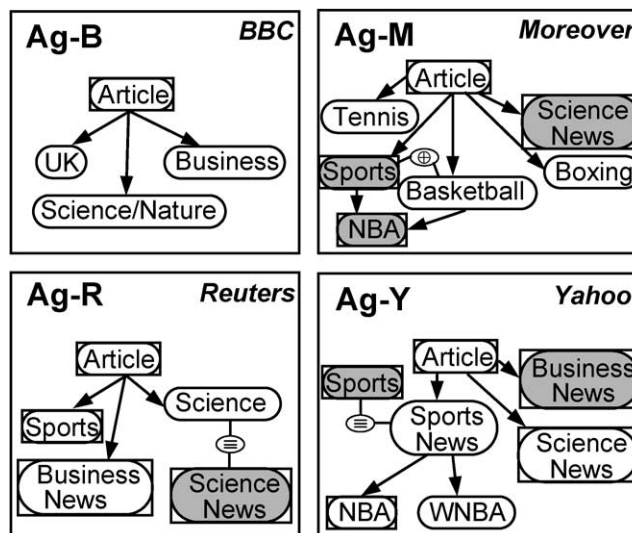 Ag-B
BBC
Article
UK
Business
Science/Nature
Ag-M
Moreover
Article
Tennis
Science
News
⊕
Sports
Boxing
Basketball
NBA
Ag-R
Reuters
Article
Science
Sports
≡
Business
News
Science
News
Ag-Y
Yahoo
Article
Business
News
Sports
≡
Sports
News
Science
News
NBA
WNBA